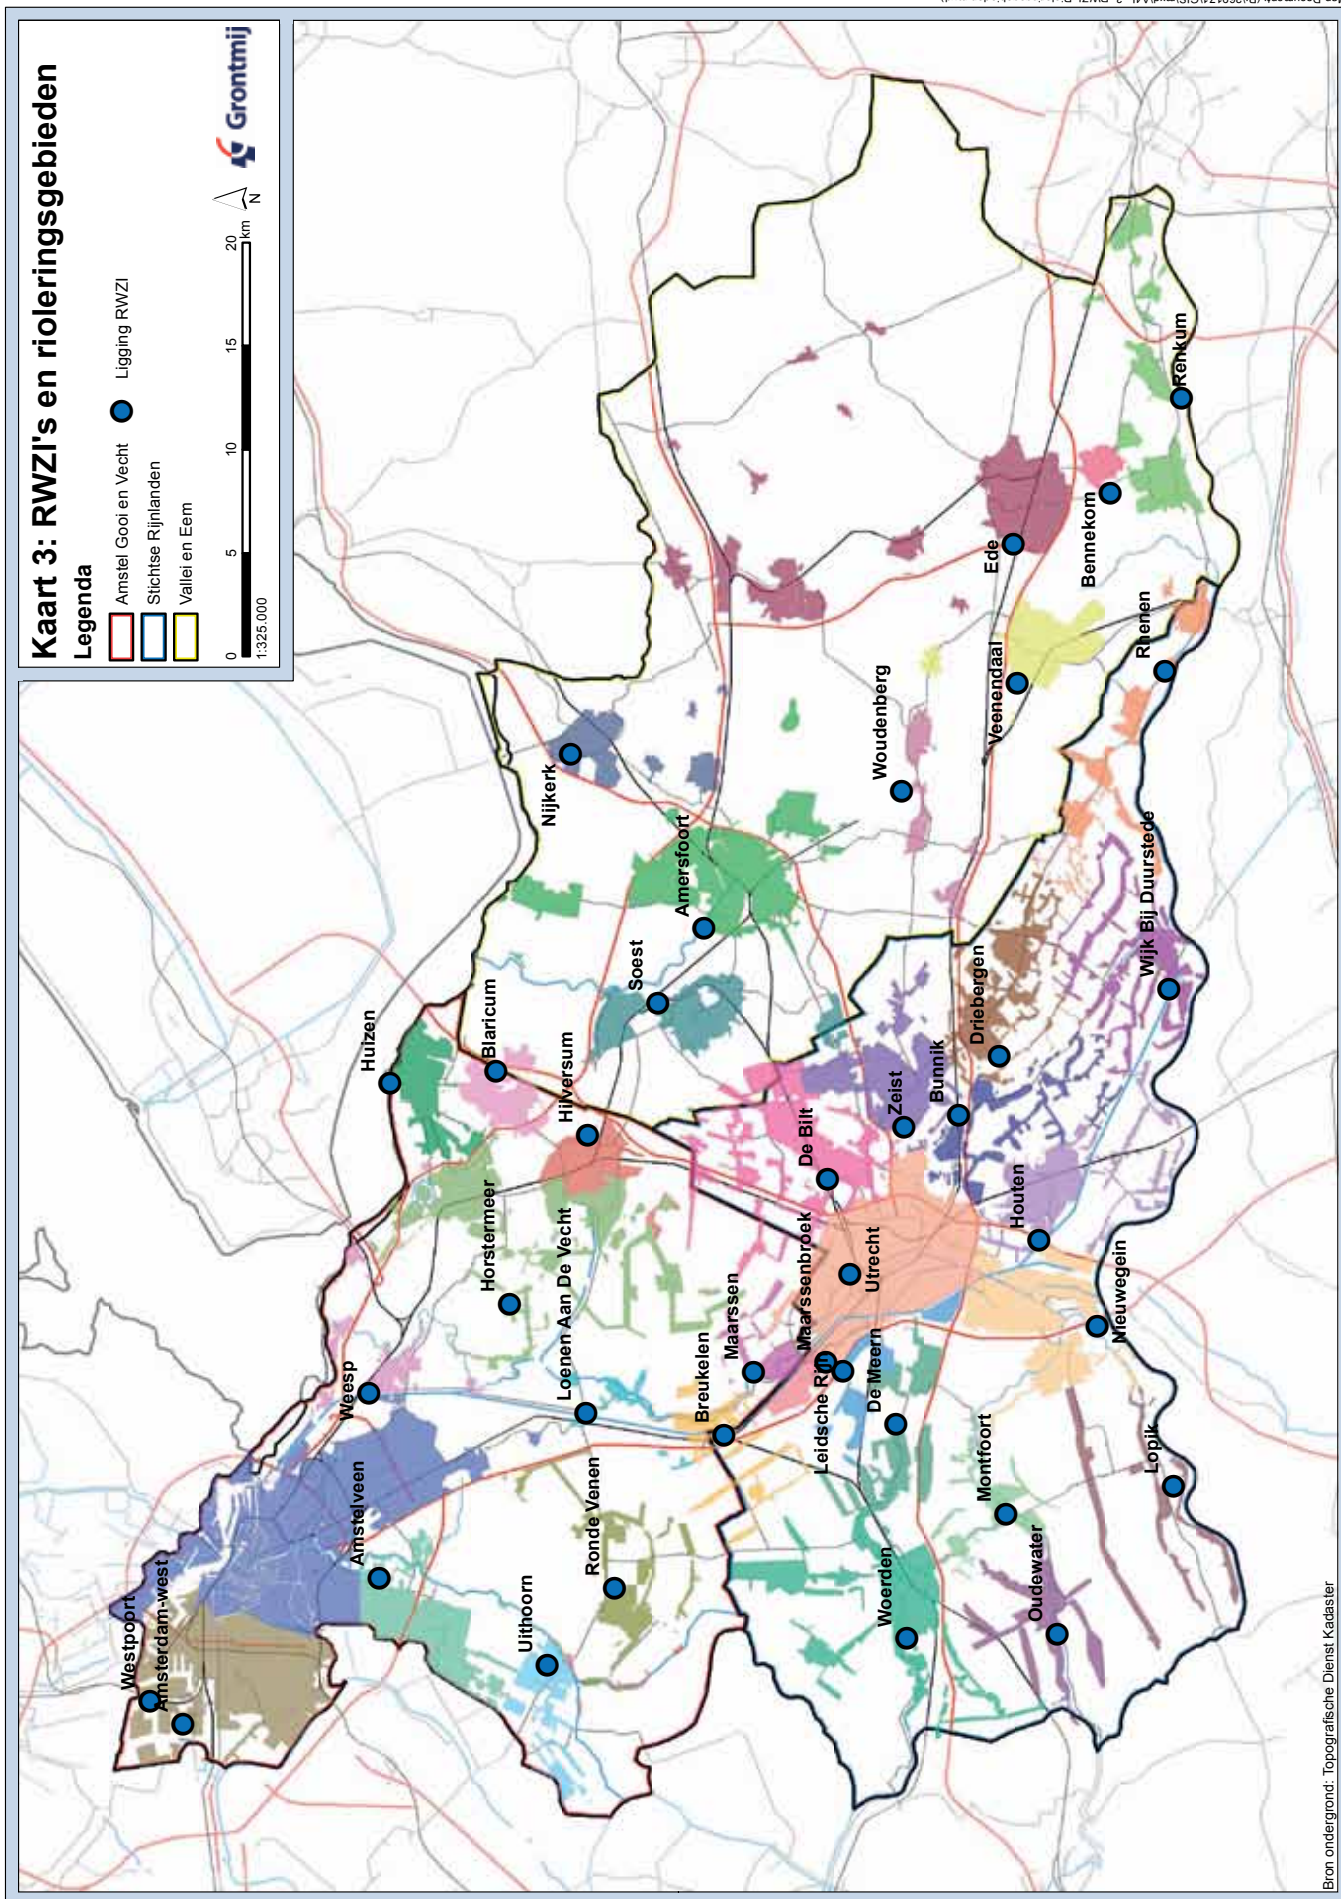 Kaart 3: RWZI's en rioleringsgebieden
Legenda
Amstel Gooi en Vecht
Ligging RWZI
Stichtse Rijnlanden
Vallei en Eem
0 5 10 15 20
km
1:325.000
N
Grontmij
Westpoort
Amsterdam-west
Amstelveen
Weesp
Huizen
Blaricum
Uithoorn
Ronde Venen
Loenen Aan De Vecht
Horstermeer
Hilversum
Nijkerk
Soest
Amersfoort
Breukelen
Maarssen
Maarssenbroek
Leidsche Rijn
De Meern
Utrecht
De Bilt
Zeist
Bunnik
Driebergen
Woudenberg
Veenendaal
Ede
Bennekom
Renkum
Rhenen
Wijk Bij Duurstede
Houten
Nieuwegein
Woerden
Montfoort
Oudewater
Lopik
Bron ondergrond: Topografische Dienst Kadaster